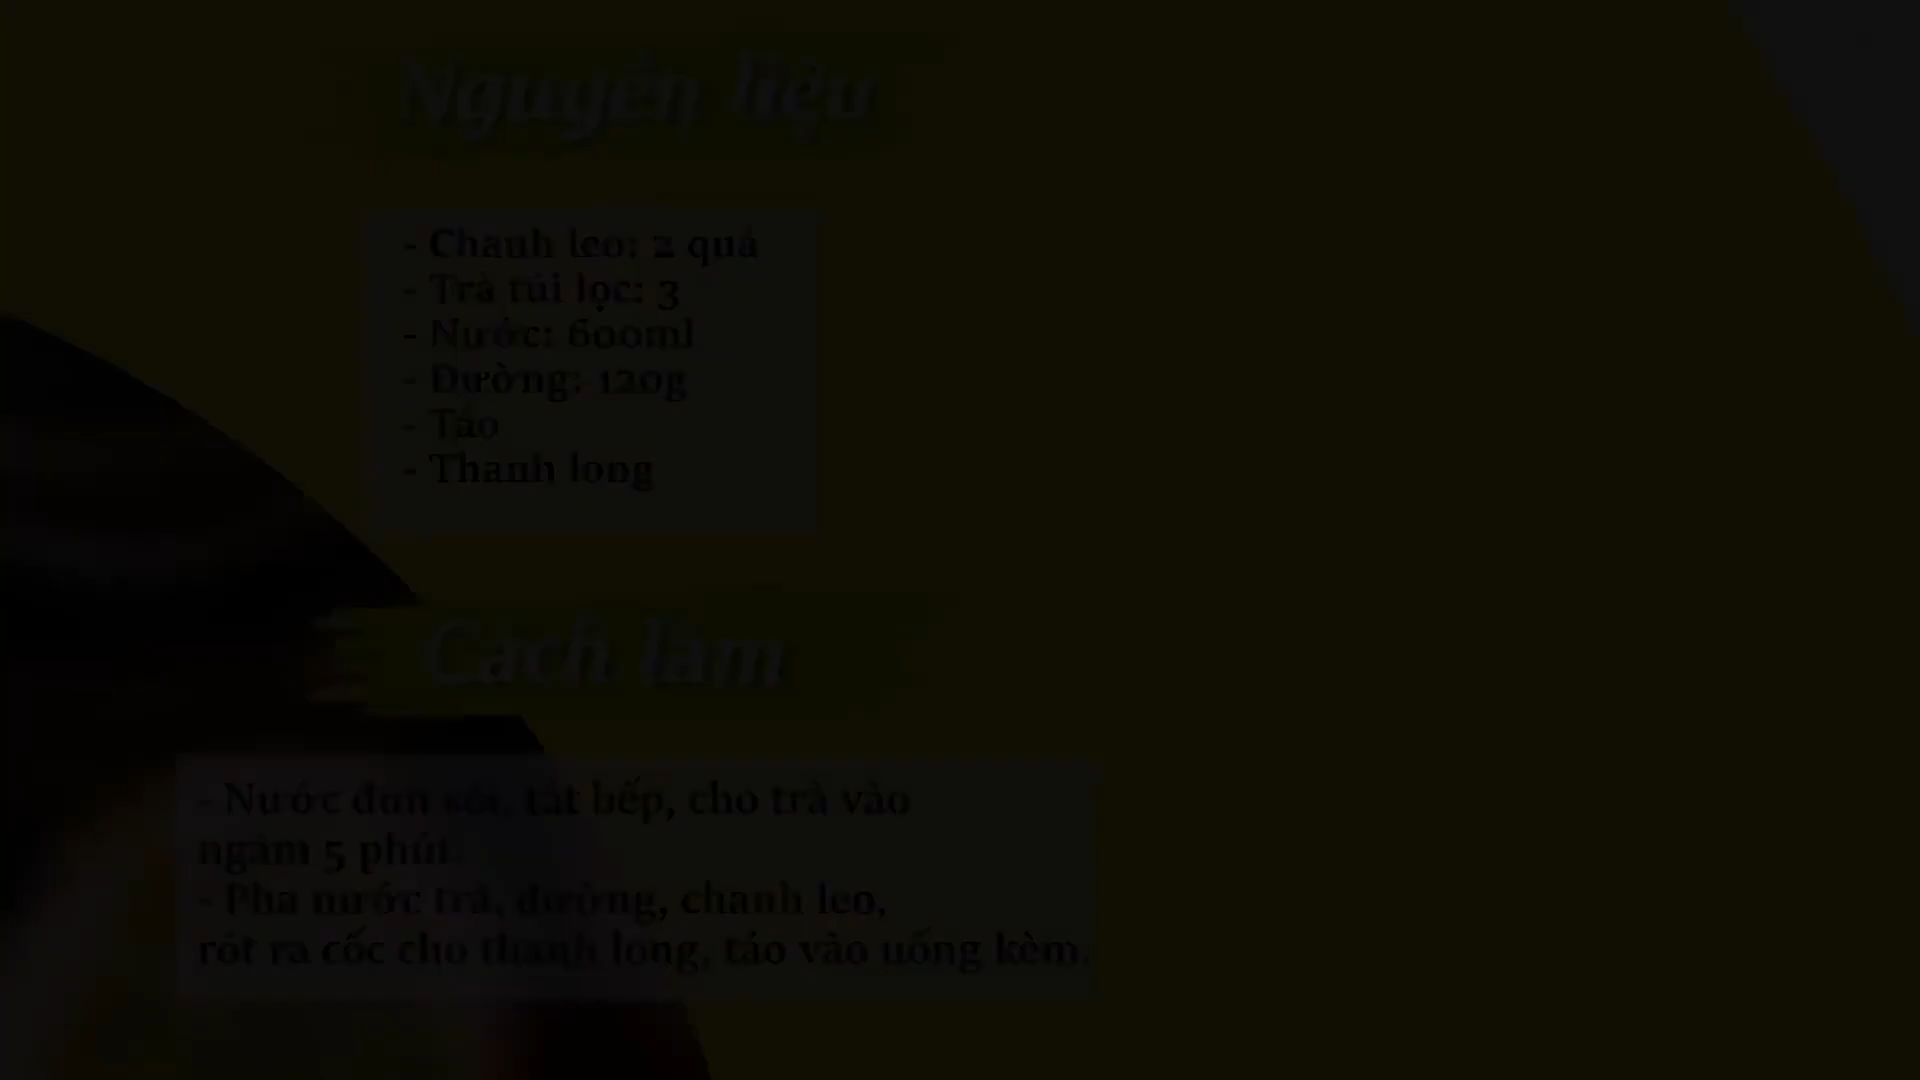 Nguyên liệu
- Chanh leo: 2 quả
- Trà túi lọc: 3
- Nước: 600ml
- Đường: 120g
- Táo
- Thanh long
Cách làm
- Nước đun sôi, tắt bếp, cho trà vào
ngâm 5 phút.
- Pha nước trà, đường, chanh leo,
rót ra cốc cho thanh long, táo vào uống kèm.